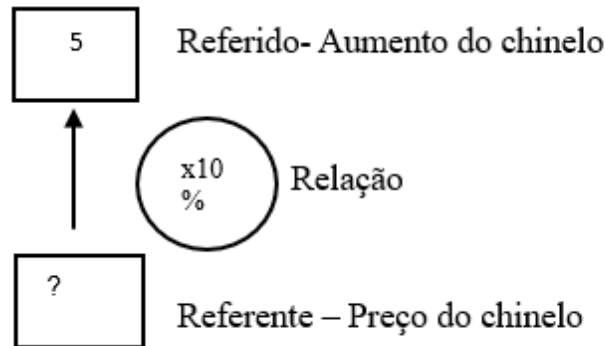 5
Referido- Aumento do chinelo
x10
%
Relação
?
Referente – Preço do chinelo